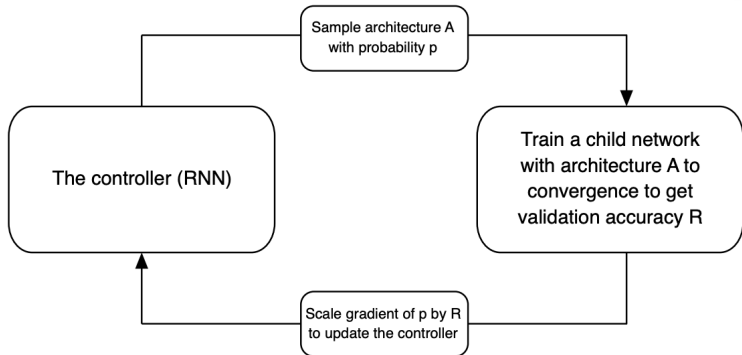 Sample architecture A
with probability p
The controller (RNN)
Train a child network
with architecture A to
convergence to get
validation accuracy R
Scale gradient of p by R
to update the controller